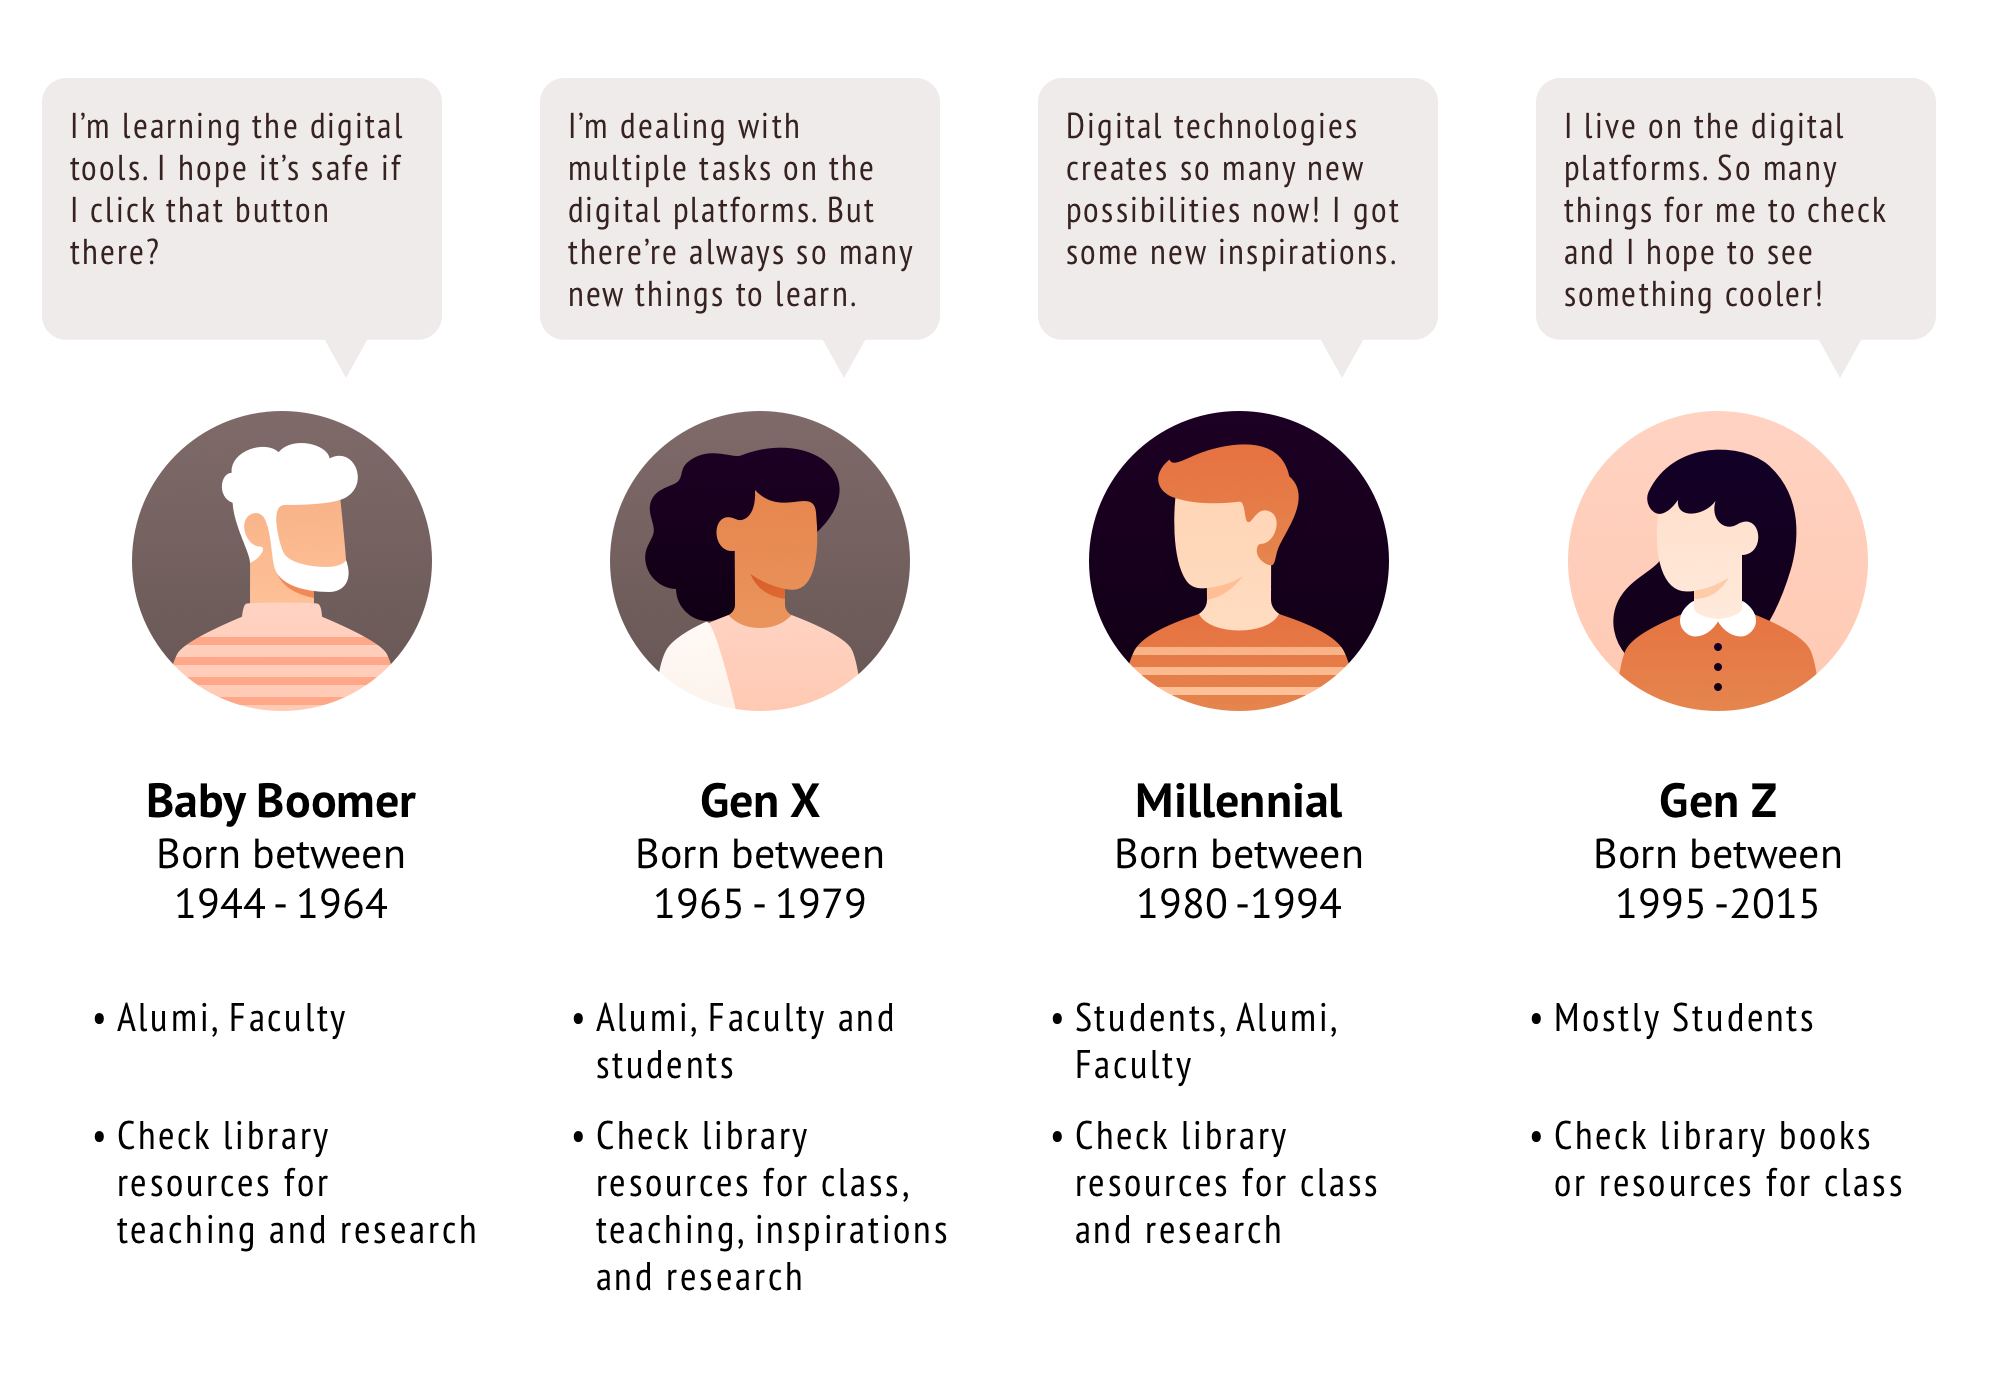 I’m learning the digital
tools. I hope it’s safe if
I click that button
there?
I’m dealing with
multiple tasks on the
digital platforms. But
there’re always so many
new things to learn.
Digital technologies
creates so many new
possibilities now! I got
some new inspirations.
I live on the digital
platforms. So many
things for me to check
and I hope to see
something cooler!
Baby Boomer
Born between
1944 - 1964
• Alumi, Faculty
• Check library
resources for
teaching and research
Gen X
Born between
1965 - 1979
• Alumi, Faculty and
students
• Check library
resources for class,
teaching, inspirations
and research
Millennial
Born between
1980 -1994
• Students, Alumi,
Faculty
• Check library
resources for class
and research
Gen Z
Born between
1995 -2015
• Mostly Students
• Check library books
or resources for class